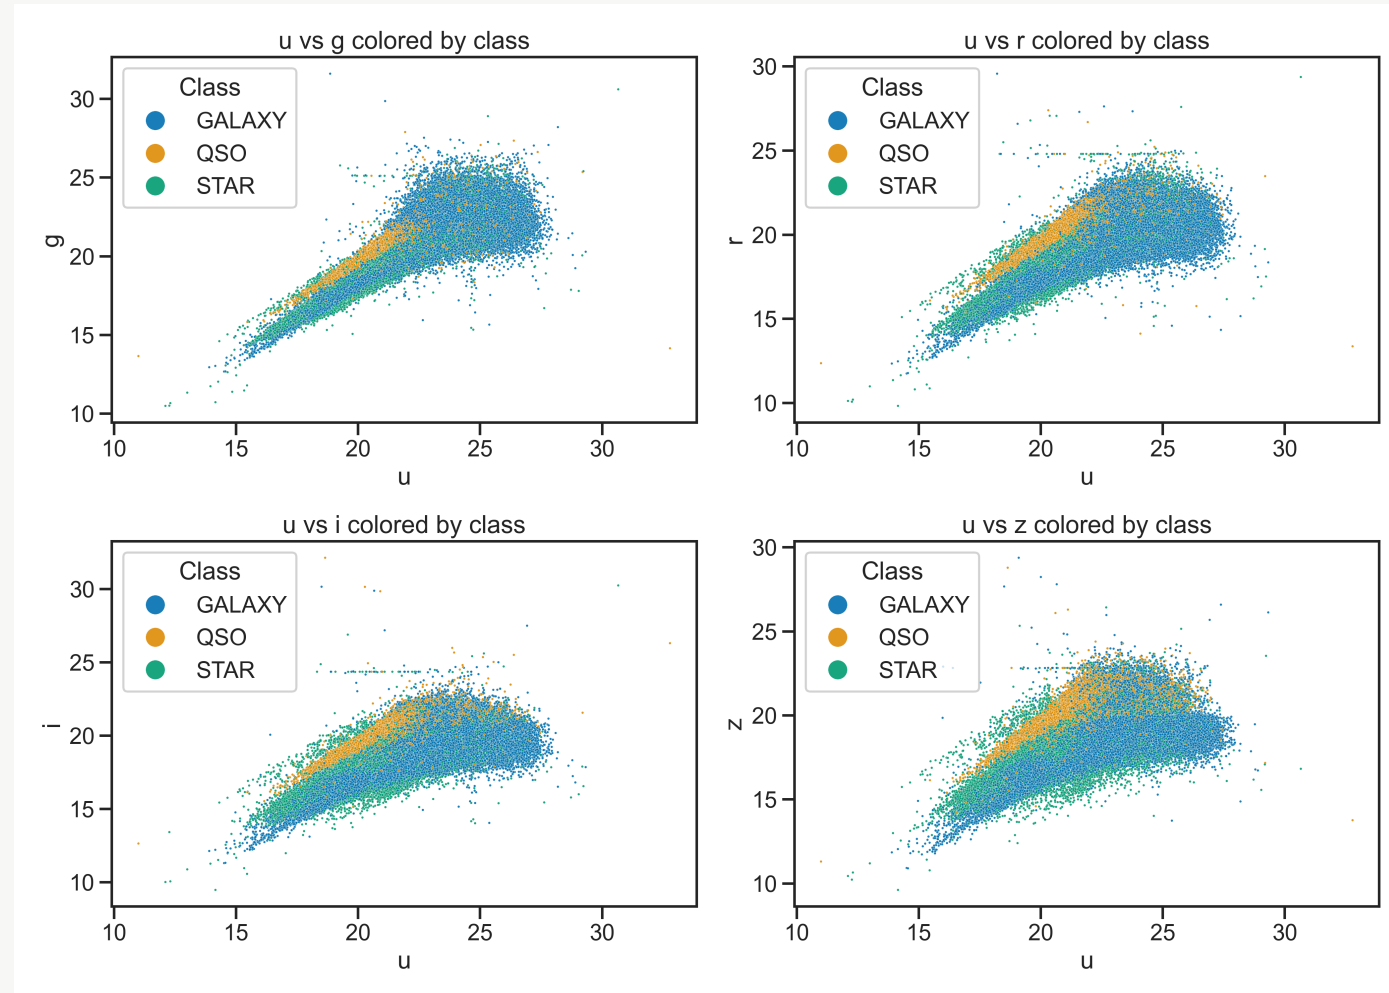 u vs g colored by class
Class
GALAXY
QSO
STAR
g
30
25
20
15
10
10 15 20 25 30
u
u vs r colored by class
Class
GALAXY
QSO
STAR
r
30
25
20
15
10
10 15 20 25 30
u
u vs i colored by class
Class
GALAXY
QSO
STAR
i
30
25
20
15
10
10 15 20 25 30
u
u vs z colored by class
Class
GALAXY
QSO
STAR
z
30
25
20
15
10
10 15 20 25 30
u